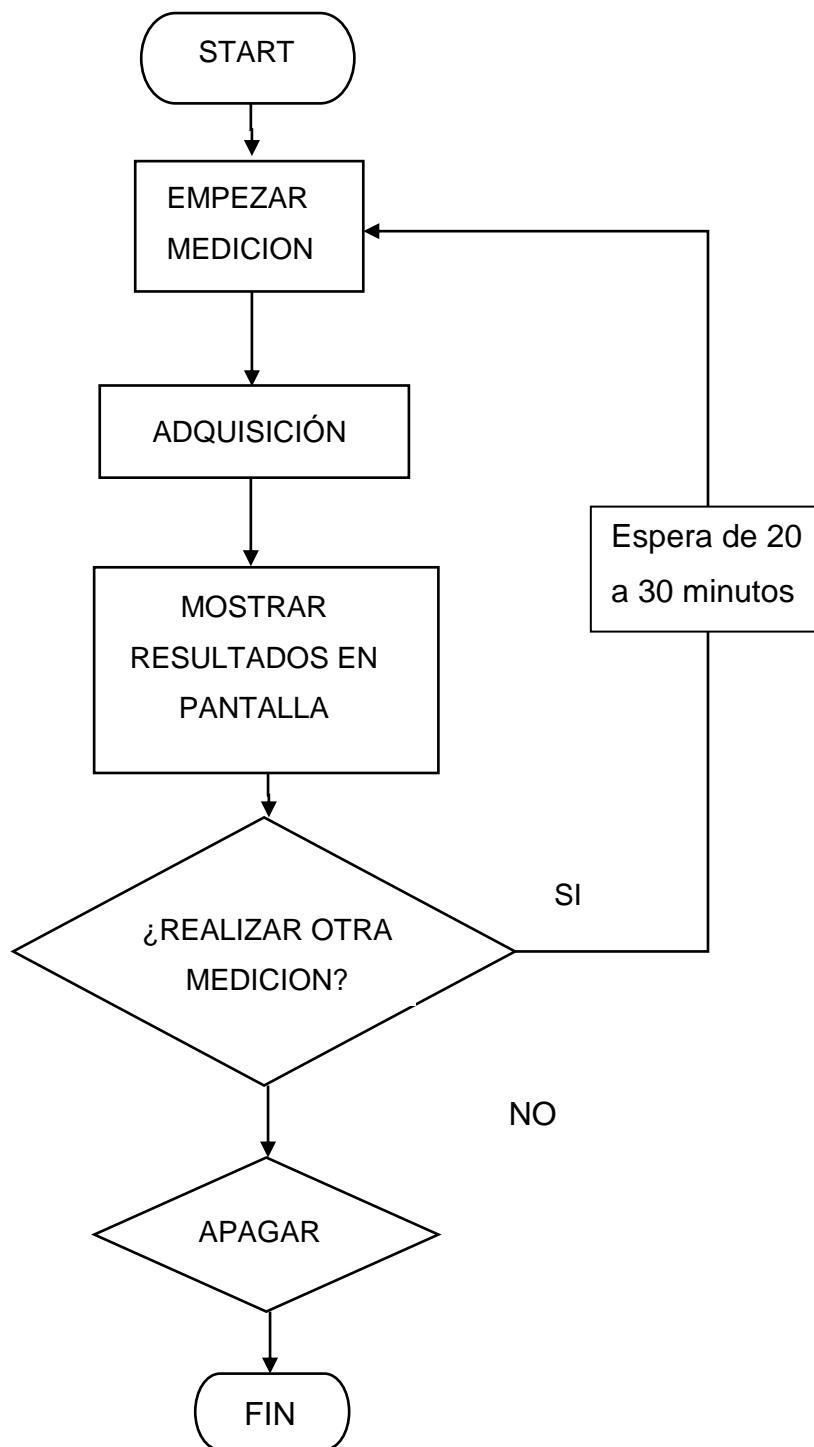 START
EMPEZAR
MEDICION
ADQUISICIÓN
Espera de 20
a 30 minutos
MOSTRAR
RESULTADOS EN
PANTALLA
SI
¿REALIZAR OTRA
MEDICION?
NO
APAGAR
FIN